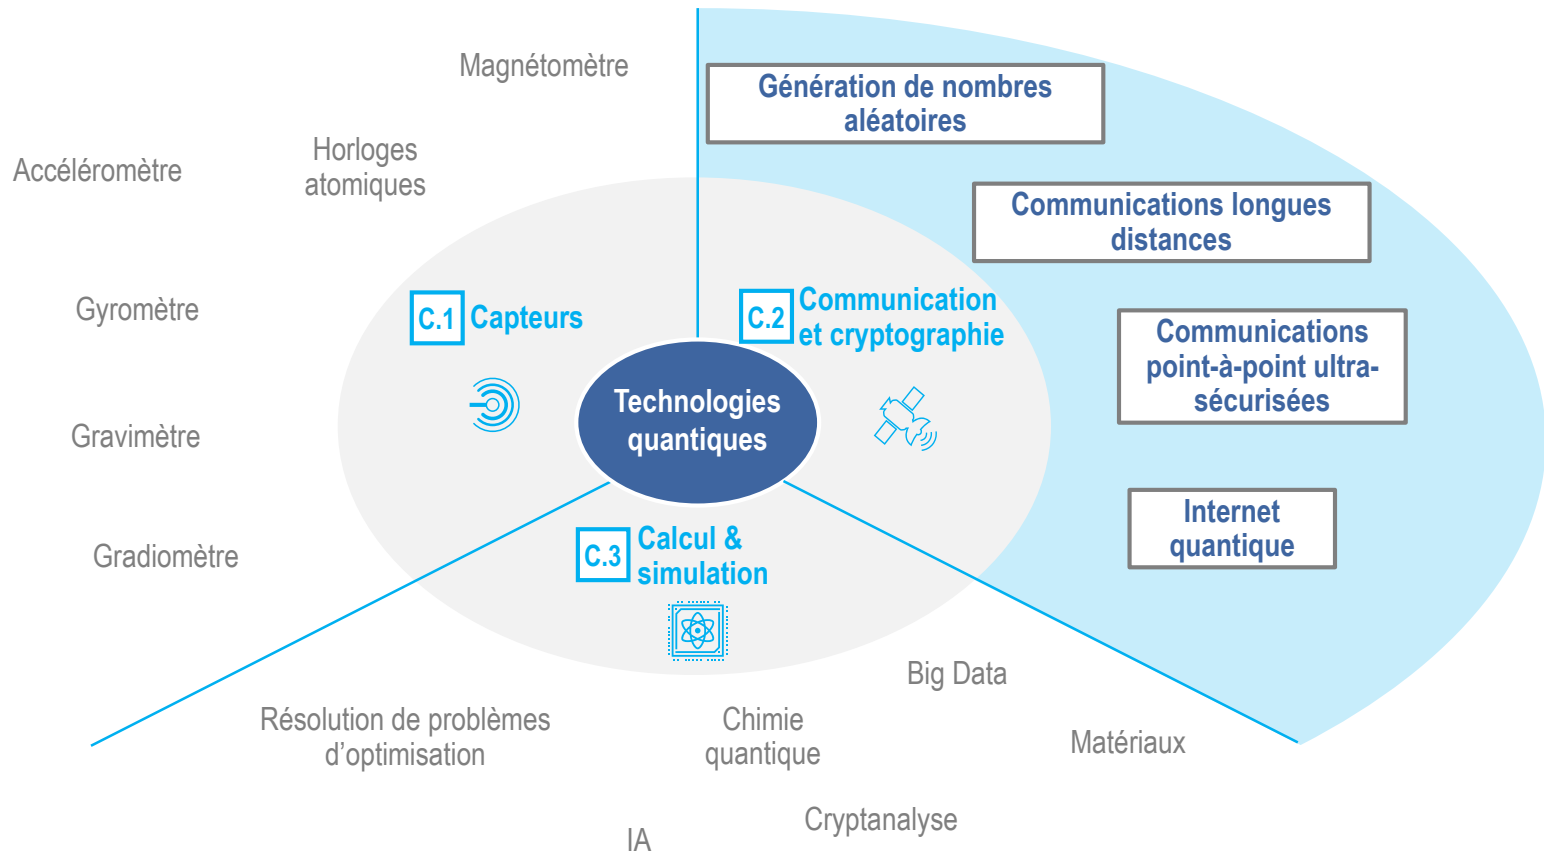 Magnétomètre
Horloges
atomiques
Accéléromètre
Gyromètre
Gravimètre
Gradiomètre
C.1 Capteurs
Génération de nombres
aléatoires
Communications longues
distances
Communications
point-à-point ultra-
sécurisées
Internet
quantique
C.2 Communication
et cryptographie
Technologies
quantiques
C.3 Calcul &
simulation
Résolution de problèmes
d’optimisation
IA
Chimie
quantique
Cryptanalyse
Big Data
Matériaux